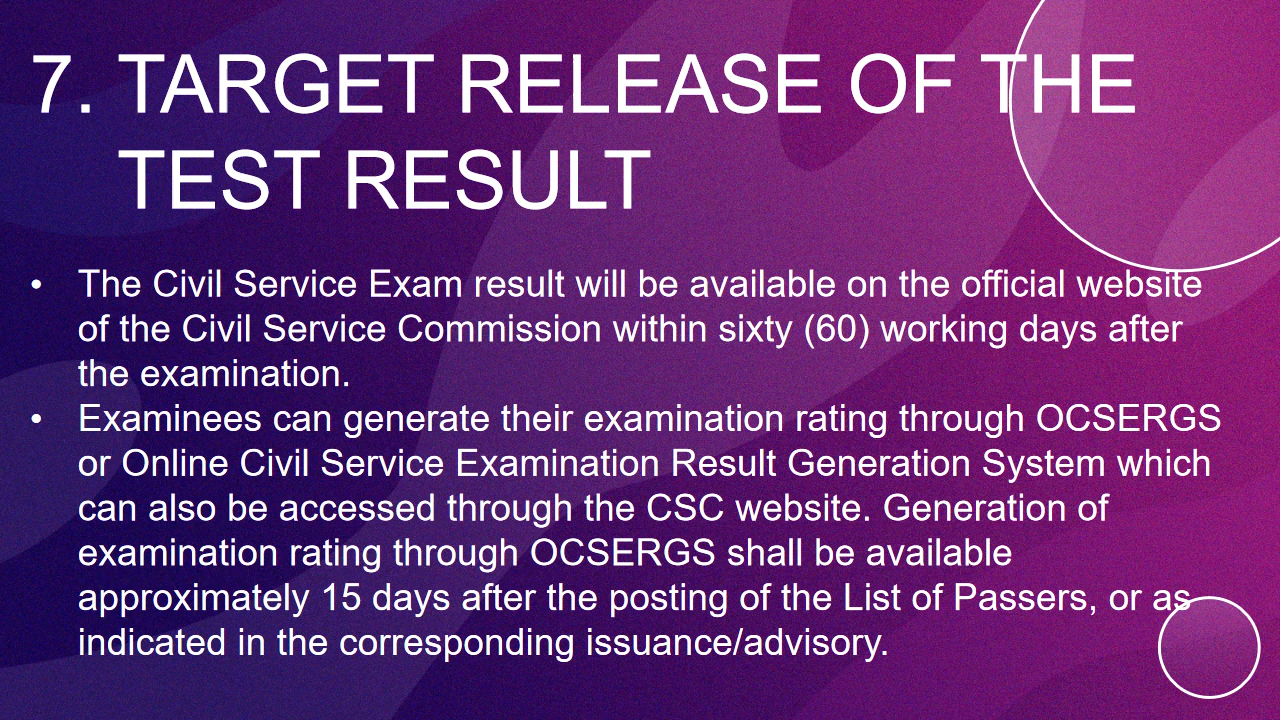 7. TARGET RELEASE OF THE
TEST RESULT
• The Civil Service Exam result will be available on the official website
of the Civil Service Commission within sixty (60) working days after
the examination.
• Examinees can generate their examination rating through OCSERGS
or Online Civil Service Examination Result Generation System which
can also be accessed through the CSC website. Generation of
examination rating through OCSERGS shall be available
approximately 15 days after the posting of the List of Passers, or as
indicated in the corresponding issuance/advisory.